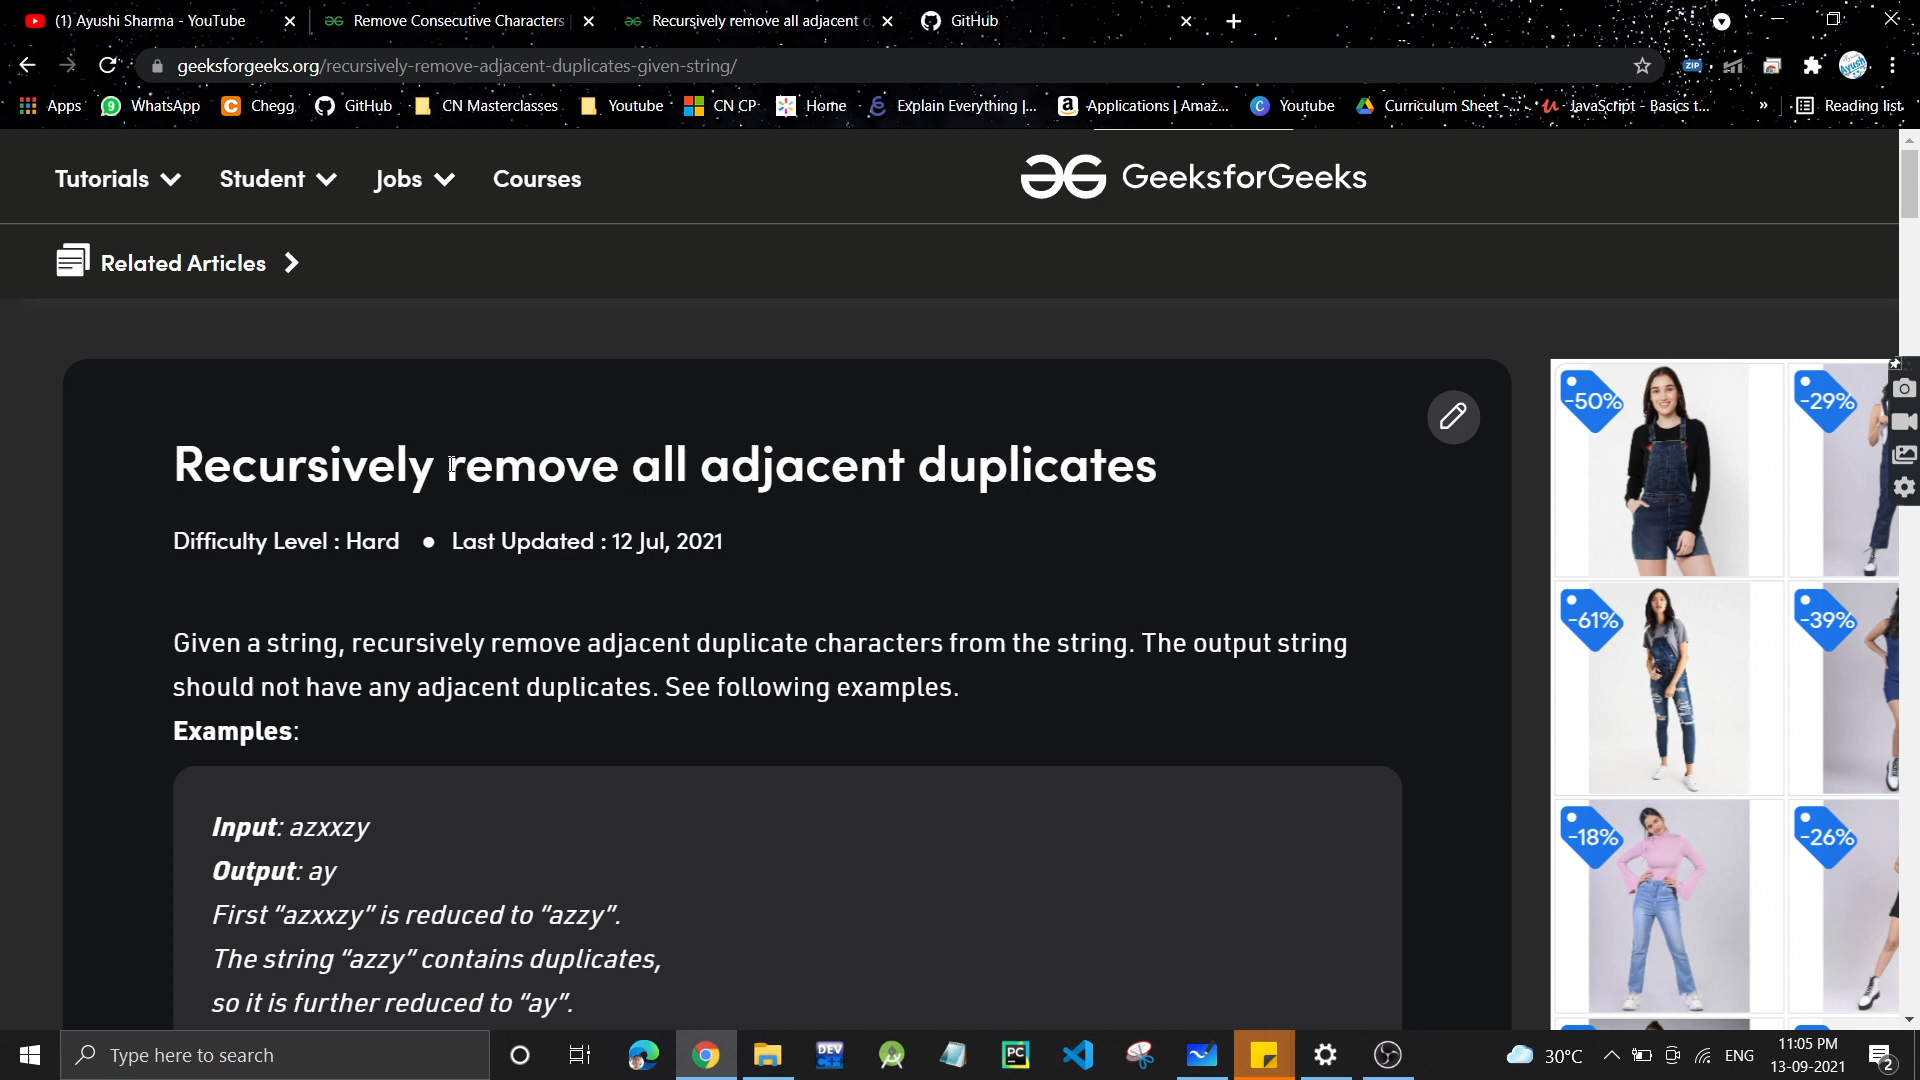 (1) Ayushi Sharma - YouTube
Remove Consecutive Characters
Recursively remove all adjacent d
GitHub
geeksforgeeks.org/recursively-remove-adjacent-duplicates-given-string/
ZIP
Ayush
Apps
WhatsApp
Chegg
GitHub
CN Masterclasses
Youtube
CN CP
Home
Explain Everything |...
Applications | Amaz...
Youtube
Curriculum Sheet -...
JavaScript - Basics t...
»
Reading list
Tutorials
Student
Jobs
Courses
GeeksforGeeks
Related Articles
Recursively remove all adjacent duplicates
Difficulty Level : Hard ● Last Updated : 12 Jul, 2021
Given a string, recursively remove adjacent duplicate characters from the string. The output string
should not have any adjacent duplicates. See following examples.
Examples:
Input: azxxzy
Output: ay
First “azxxzy” is reduced to “azzy”.
The string “azzy” contains duplicates,
so it is further reduced to “ay”.
-50%
-29%
-61%
-39%
-18%
-26%
Type here to search
DEV
PC
30°C
ENG
11:05 PM
13-09-2021
2